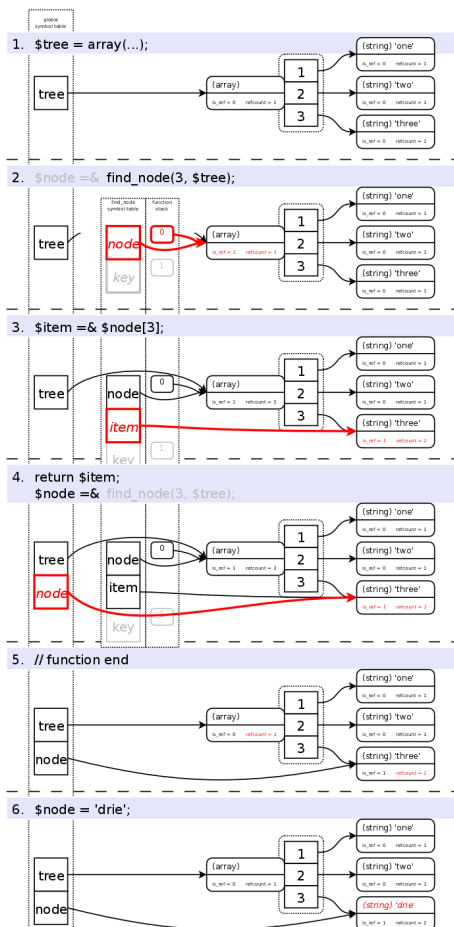 global
symbol table
1. $tree = array(...);
(string) 'one'
is_ref = 0 refcount = 1
tree
(array)
is_ref = 0 refcount = 1
1
2
3
(string) 'two'
is_ref = 0 refcount = 1
(string) 'three'
is_ref = 0 refcount = 1
2. $node =& find_node(3, $tree);
find_node
symbol table
function
stack
(string) 'one'
is_ref = 0 refcount = 1
tree
node
key
0
1
(array)
is_ref = 1 refcount = 3
1
2
3
(string) 'two'
is_ref = 0 refcount = 1
(string) 'three'
is_ref = 0 refcount = 1
3. $item =& $node[3];
(string) 'one'
is_ref = 0 refcount = 1
tree
node
item
key
0
1
(array)
is_ref = 1 refcount = 3
1
2
3
(string) 'two'
is_ref = 0 refcount = 1
(string) 'three'
is_ref = 1 refcount = 2
4. return $item;
$node =& find_node(3, $tree);
(string) 'one'
is_ref = 0 refcount = 1
tree
node
node
item
key
0
(array)
is_ref = 1 refcount = 3
1
2
3
(string) 'two'
is_ref = 0 refcount = 1
(string) 'three'
is_ref = 1 refcount = 3
5. // function end
(string) 'one'
is_ref = 0 refcount = 1
tree
node
(array)
is_ref = 0 refcount = 1
1
2
3
(string) 'two'
is_ref = 0 refcount = 1
(string) 'three'
is_ref = 1 refcount = 2
6. $node = 'drie';
(string) 'one'
is_ref = 0 refcount = 1
tree
node
(array)
is_ref = 0 refcount = 1
1
2
3
(string) 'two'
is_ref = 0 refcount = 1
(string) 'drie'
is_ref = 1 refcount = 2